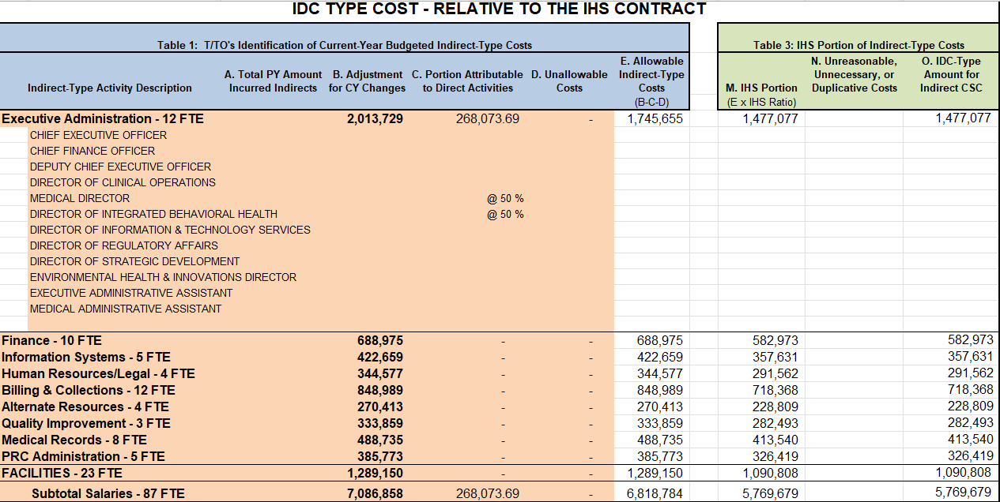 IDC TYPE COST - RELATIVE TO THE IHS CONTRACT
Table 1: T/TO's Identification of Current-Year Budgeted Indirect-Type Costs
Table 3: IHS Portion of Indirect-Type Costs
Indirect-Type Activity Description
A. Total PY Amount
Incurred Indirects
B. Adjustment
for CY Changes
C. Portion Attributable
to Direct Activities
D. Unallowable
Costs
E. Allowable
Indirect-Type
Costs
(B-C-D)
M. IHS Portion
(E x IHS Ratio)
N. Unreasonable,
Unnecessary, or
Duplicative Costs
O. IDC-Type
Amount for
Indirect CSC
Executive Administration - 12 FTE 2,013,729 268,073.69 - 1,745,655 1,477,077 1,477,077
CHIEF EXECUTIVE OFFICER
CHIEF FINANCE OFFICER
DEPUTY CHIEF EXECUTIVE OFFICER
DIRECTOR OF CLINICAL OPERATIONS
MEDICAL DIRECTOR @ 50 %
DIRECTOR OF INTEGRATED BEHAVIORAL HEALTH @ 50 %
DIRECTOR OF INFORMATION & TECHNOLOGY SERVICES
DIRECTOR OF REGULATORY AFFAIRS
DIRECTOR OF STRATEGIC DEVELOPMENT
ENVIRONMENTAL HEALTH & INNOVATIONS DIRECTOR
EXECUTIVE ADMINISTRATIVE ASSISTANT
MEDICAL ADMINISTRATIVE ASSISTANT
Finance - 10 FTE 688,975 - - 688,975 582,973 582,973
Information Systems - 5 FTE 422,659 - - 422,659 357,631 357,631
Human Resources/Legal - 4 FTE 344,577 - - 344,577 291,562 291,562
Billing & Collections - 12 FTE 848,989 - - 848,989 718,368 718,368
Alternate Resources - 4 FTE 270,413 - - 270,413 228,809 228,809
Quality Improvement - 3 FTE 333,859 - - 333,859 282,493 282,493
Medical Records - 8 FTE 488,735 - - 488,735 413,540 413,540
PRC Administration - 5 FTE 385,773 - - 385,773 326,419 326,419
FACILITIES - 23 FTE 1,289,150 - - 1,289,150 1,090,808 1,090,808
Subtotal Salaries - 87 FTE 7,086,858 268,073.69 - 6,818,784 5,769,679 5,769,679